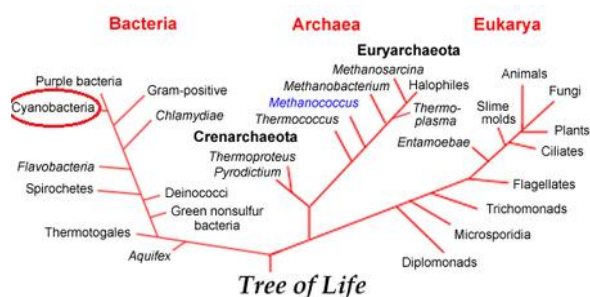 Bacteria
Archaea
Eukarya
Euryarchaeota
Purple bacteria
Cyanobacteria
Gram-positive
Chlamydiae
Flavobacteria
Spirochetes
Deinococci
Green nonsulfur
bacteria
Thermotogales
Aquifex
Crenarchaeota
Thermoproteus
Pyrodictium
Methanosarcina
Methanobacterium
Halophiles
Methanococcus
Thermo-
plasma
Thermococcus
Animals
Fungi
Slime
molds
Plants
Entamoebae
Ciliates
Flagellates
Trichomonads
Microsporidia
Diplomonads
Tree of Life